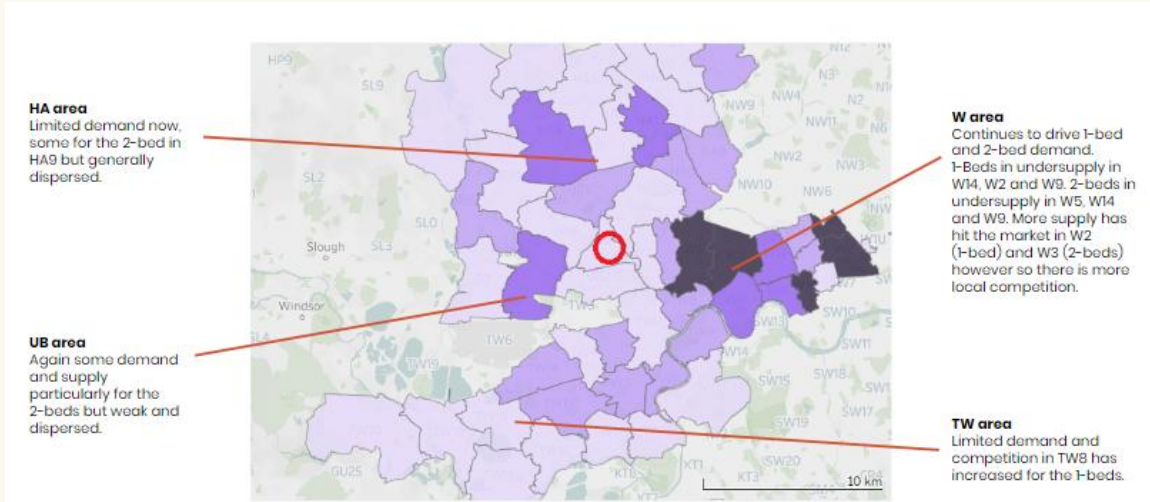 HA area
Limited demand now,
some for the 2-bed in
HA9 but generally
dispersed.
UB area
Again some demand
and supply
particularly for the
2-beds but weak and
dispersed.
W area
Continues to drive 1-bed
and 2-bed demand.
1-Beds in undersupply in
W14, W2 and W9. 2-beds in
undersupply in W5, W14
and W9. More supply has
hit the market in W2
(1-bed) and W3 (2-beds)
however so there is more
local competition.
TW area
Limited demand and
competition in TW8 has
increased for the 1-beds.
HP9
SL9
SL2
SL0
Slough
SL3
Windsor
TW6
TW19
TW3
GU25
N12
N3
NW9
NW4
N2
NW11
N6
NW2
NW3
NW10
NW6
SW13
SW10
SW11
SW15
SW18
SW17
SW19
SW20
KT1
KT3
10 km